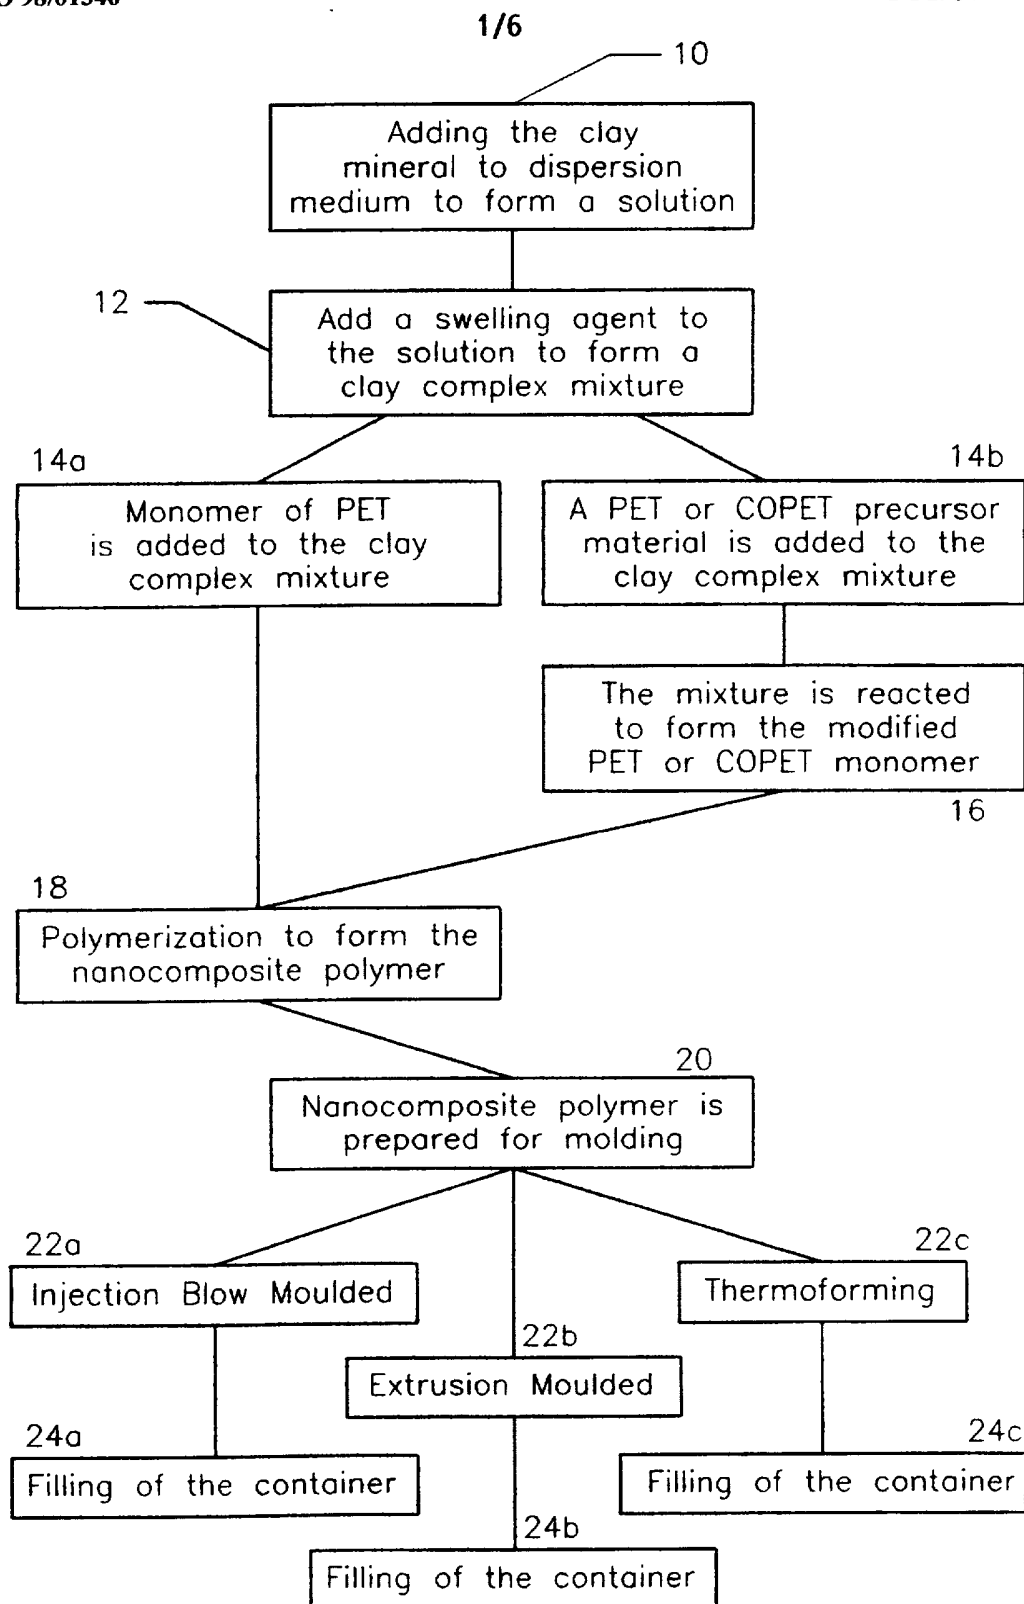 1/6
10
Adding the clay
mineral to dispersion
medium to form a solution
12
Add a swelling agent to
the solution to form a
clay complex mixture
14a
Monomer of PET
is added to the clay
complex mixture
14b
A PET or COPET precursor
material is added to the
clay complex mixture
The mixture is reacted
to form the modified
PET or COPET monomer
16
18
Polymerization to form the
nanocomposite polymer
20
Nanocomposite polymer is
prepared for molding
22a
Injection Blow Moulded
22b
Extrusion Moulded
22c
Thermoforming
24a
Filling of the container
24b
Filling of the container
24c
Filling of the container